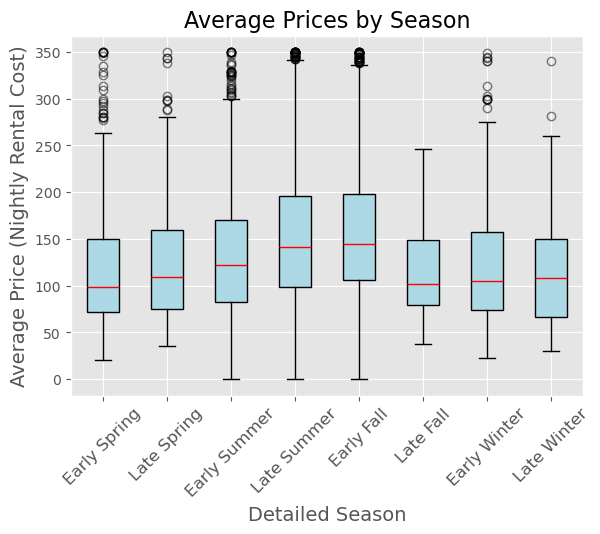 Average Prices by Season
Average Price (Nightly Rental Cost)
350
300
250
200
150
100
50
0
Early Spring
Late Spring
Early Summer
Late Summer
Early Fall
Late Fall
Early Winter
Late Winter
Detailed Season